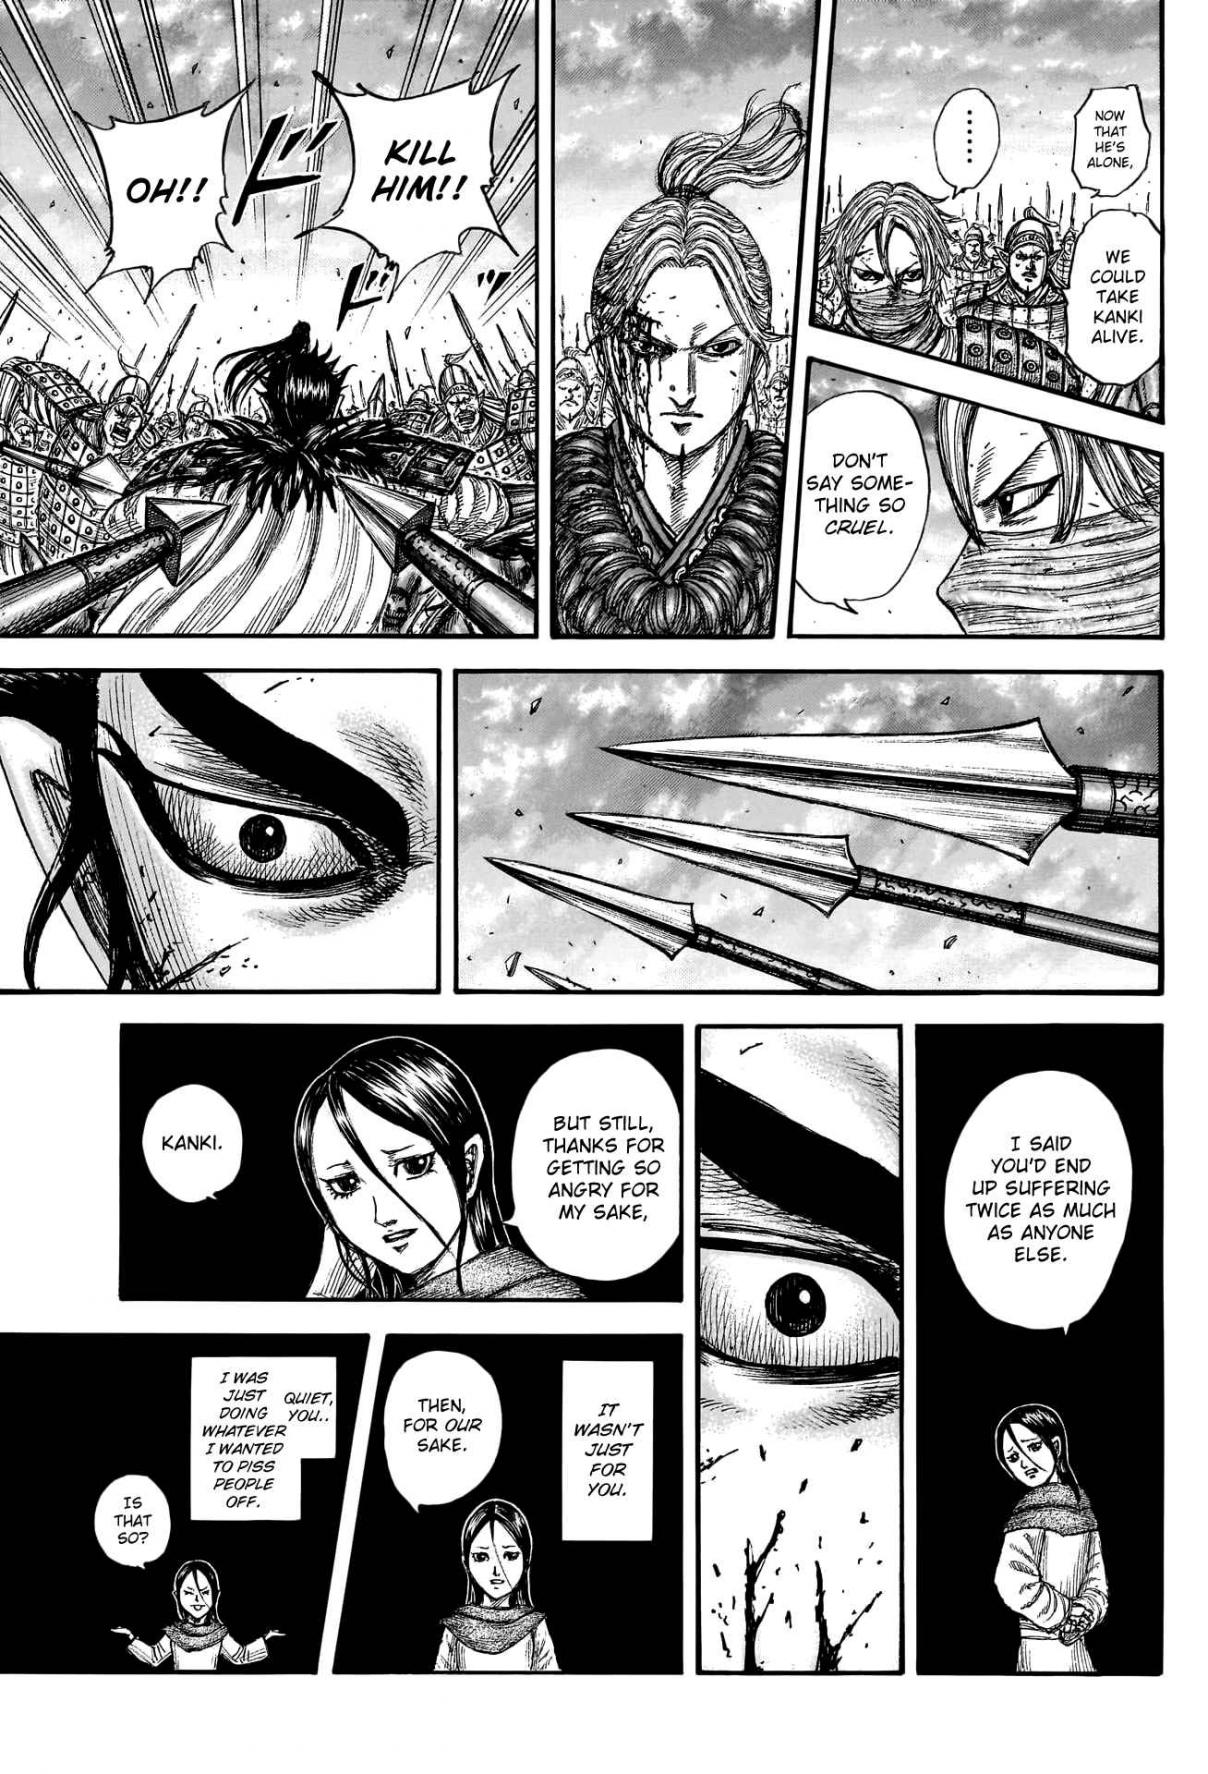 NOW
THAT
HE'S
ALONE,
WE
COULD
TAKE
KANKI
ALIVE.
......
DON'T
SAY SOME-
THING SO
CRUEL.
KILL
HIM!!
ドドッ
OH!!
I SAID
YOU'D END
UP SUFFERING
TWICE AS MUCH
AS ANYONE
ELSE.
BUT STILL,
THANKS FOR
GETTING SO
ANGRY FOR
MY SAKE,
KANKI.
IT
WASN'T
JUST
FOR
YOU.
THEN,
FOR OUR
SAKE.
QUIET,
YOU..
I WAS
JUST
DOING
WHATEVER
I WANTED
TO PISS
PEOPLE
OFF.
IS
THAT
SO?